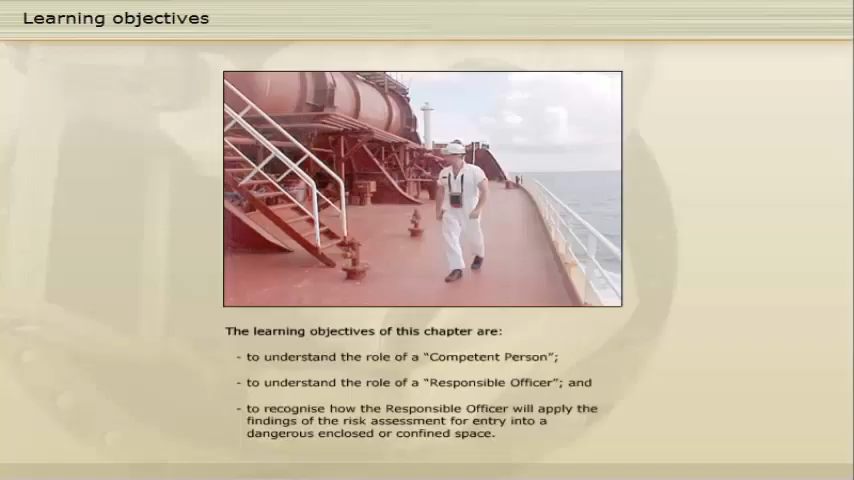 Learning objectives
The learning objectives of this chapter are:
- to understand the role of a “Competent Person”;
- to understand the role of a “Responsible Officer”; and
- to recognise how the Responsible Officer will apply the
findings of the risk assessment for entry into a
dangerous enclosed or confined space.